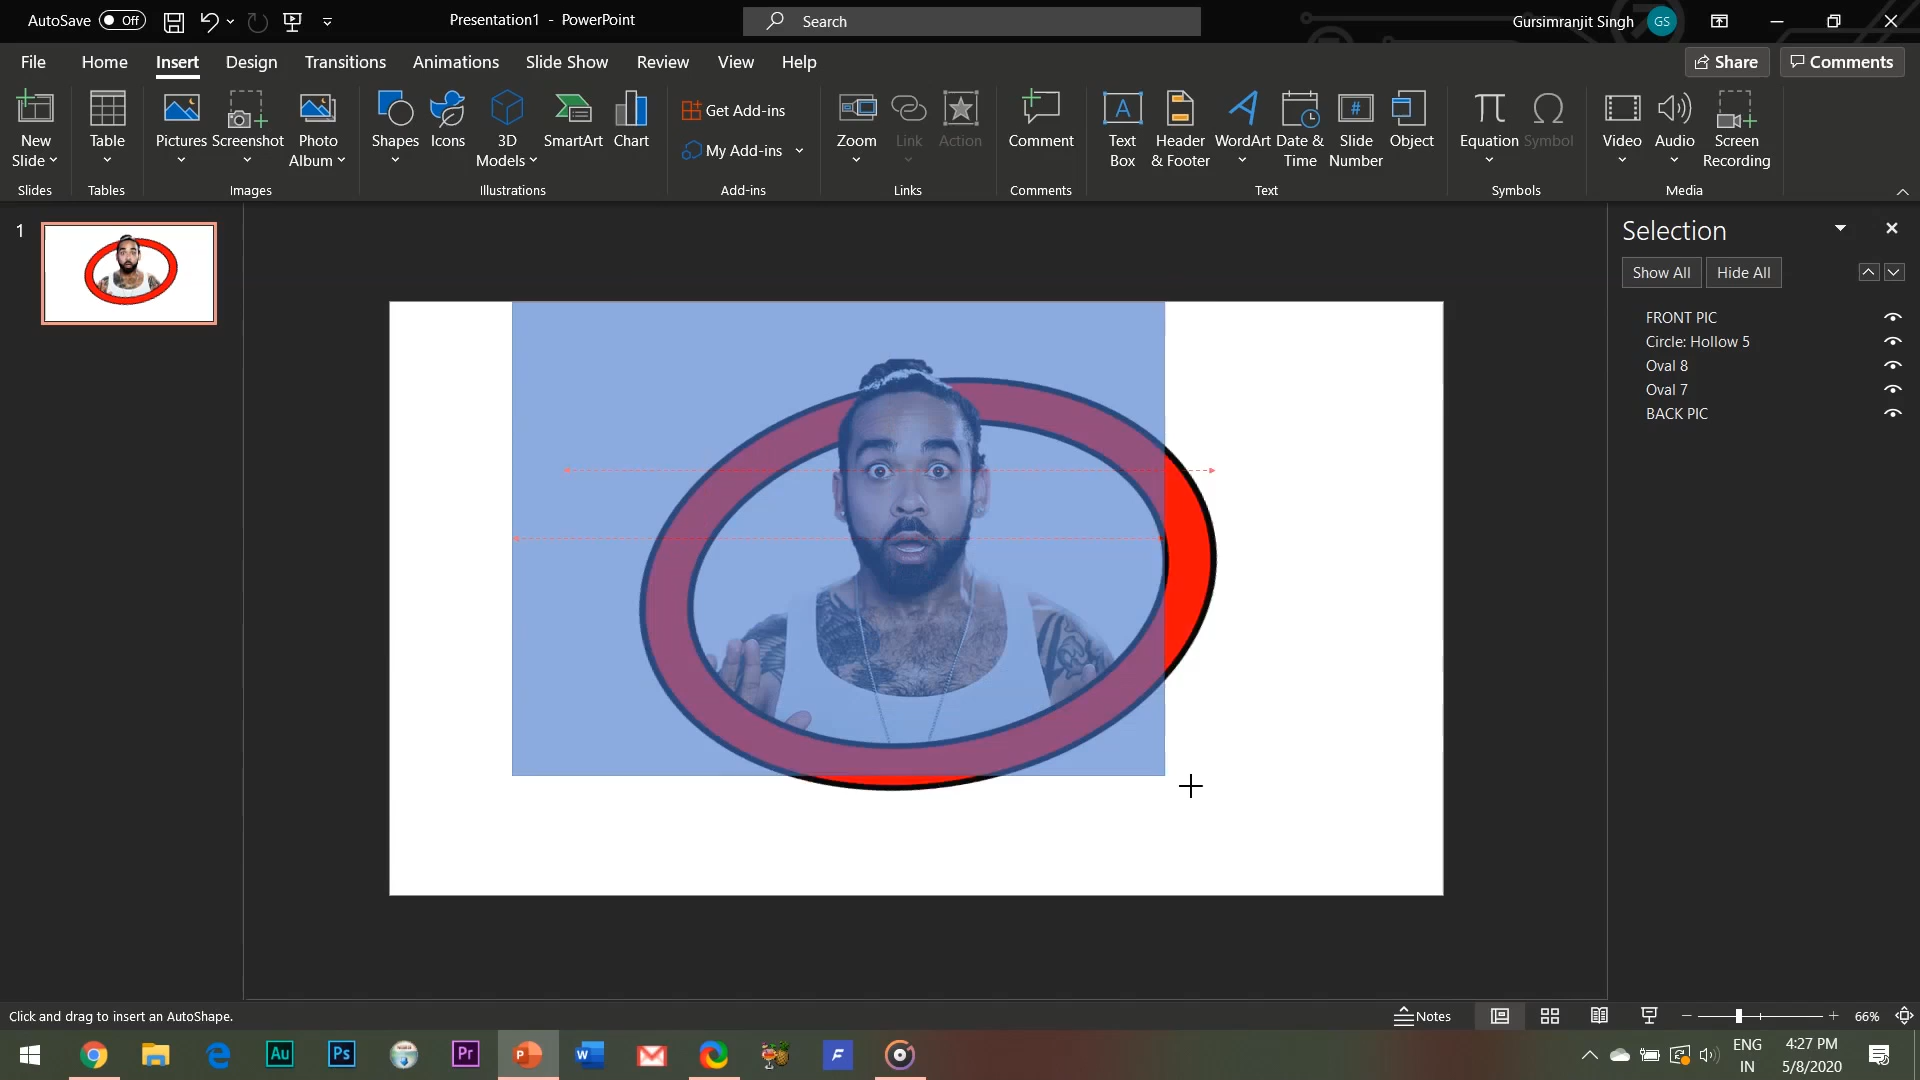 AutoSave Off Presentation1 - PowerPoint Search Gursimranjit Singh GS
File Home Insert Design Transitions Animations Slide Show Review View Help Share Comments
New Slide
Table
Pictures
Screenshot
Photo Album
Shapes
Icons
3D Models
SmartArt
Chart
Get Add-ins
My Add-ins
Zoom
Link
Action
Comment
Text Box
Header & Footer
WordArt
Date & Time
Slide Number
Object
Equation
Symbol
Video
Audio
Screen Recording
Slides Tables Images Illustrations Add-ins Links Comments Text Symbols Media
1
Selection
Show All Hide All
FRONT PIC
Circle: Hollow 5
Oval 8
Oval 7
BACK PIC
Click and drag to insert an AutoShape. Notes 66%
Au Ps Pr P W F
ENG 4:27 PM
IN 5/8/2020